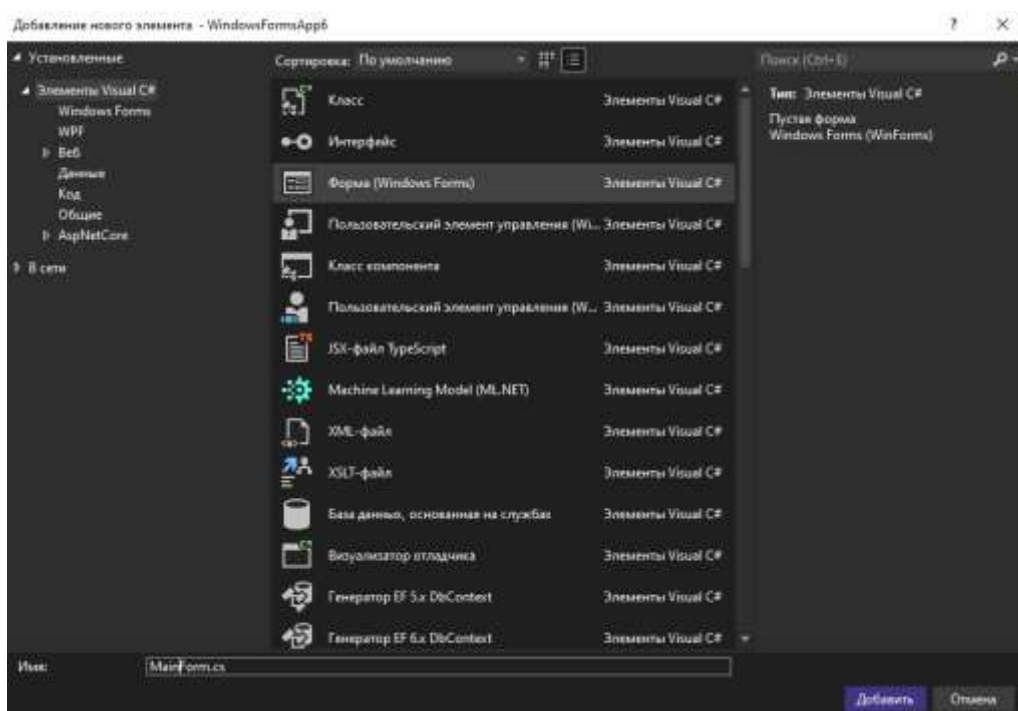 Добавление нового элемента - WindowsFormsApp6
? ×
Установленные
Сортировка: По умолчанию
Поиск (Ctrl+E)
Элементы Visual C#
Windows Forms
WPF
Веб
Данные
Код
Общие
AspNetCore
В сети
Класс Элементы Visual C#
Интерфейс Элементы Visual C#
Форма (Windows Forms) Элементы Visual C#
Пользовательский элемент управления (Wi... Элементы Visual C#
Класс компонента Элементы Visual C#
Пользовательский элемент управления (W... Элементы Visual C#
JSX-файл TypeScript Элементы Visual C#
Machine Learning Model (ML.NET) Элементы Visual C#
XML-файл Элементы Visual C#
XSLT-файл Элементы Visual C#
База данных, основанная на службах Элементы Visual C#
Визуализатор отладчика Элементы Visual C#
Генератор EF 5.x DbContext Элементы Visual C#
Генератор EF 6.x DbContext Элементы Visual C#
Тип: Элементы Visual C#
Пустая форма
Windows Forms (WinForms)
Имя: MainForm.cs
Добавить Отмена